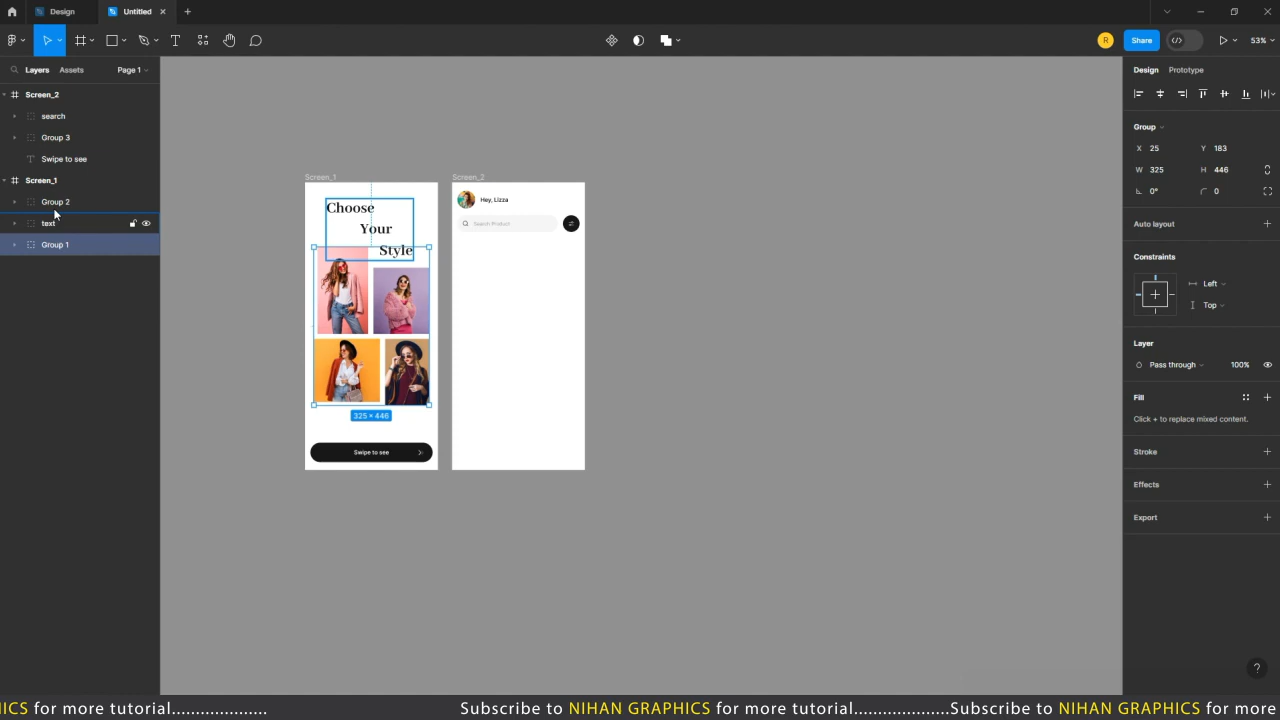 Design
Untitled
R
Share
53%
Layers
Assets
Page 1
Design
Prototype
Screen_2
search
Group 3
Swipe to see
Screen_1
Group 2
text
Group 1
Screen_1
Choose
Your
Style
325 × 446
Swipe to see
Screen_2
Hey, Lizza
Search Product
Group
X 25
Y 183
W 325
H 446
0°
0
Auto layout
Constraints
Left
Top
Layer
Pass through
100%
Fill
Click + to replace mixed content.
Stroke
Effects
Export
?
HICS for more tutorial.................... Subscribe to NIHAN GRAPHICS for more tutorial....................Subscribe to NIHAN GRAPHICS for more